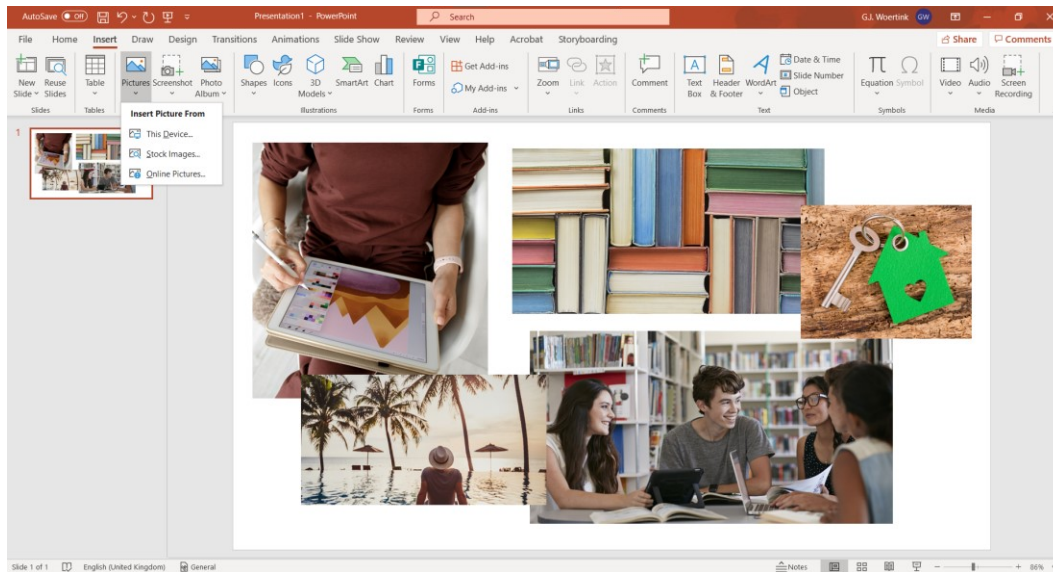 AutoSave Off Presentation1 - PowerPoint Search G.J. Woertink GW
File Home Insert Draw Design Transitions Animations Slide Show Review View Help Acrobat Storyboarding Share Comments
New Slide Reuse Slides Table Pictures Screenshot Photo Album Shapes Icons 3D Models SmartArt Chart Forms Get Add-ins My Add-ins Zoom Link Action Comment Text Box Header & Footer WordArt Date & Time Slide Number Object Equation Symbol Video Audio Screen Recording
Slides Tables Illustrations Forms Add-ins Links Comments Text Symbols Media
Insert Picture From
This Device...
Stock Images...
Online Pictures...
1
Slide 1 of 1 English (United Kingdom) General Notes 86%